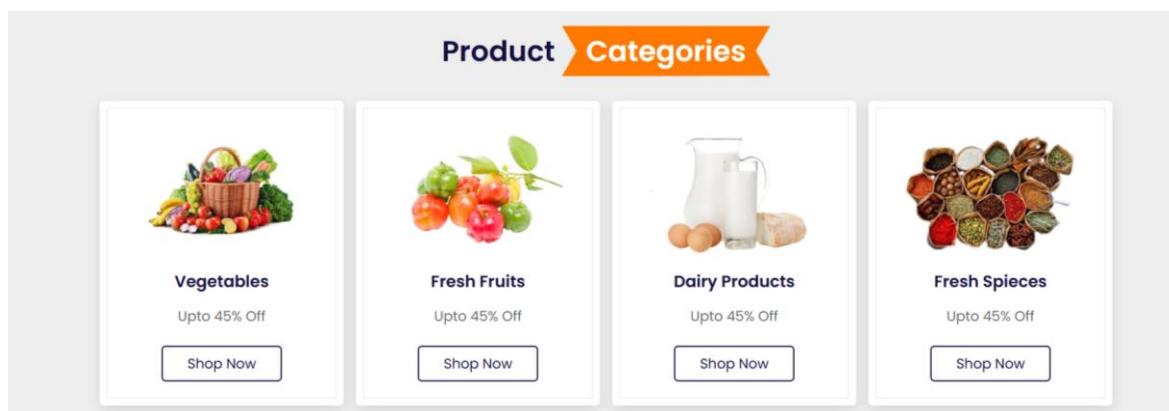 Product Categories
Vegetables
Upto 45% Off
Shop Now
Fresh Fruits
Upto 45% Off
Shop Now
Dairy Products
Upto 45% Off
Shop Now
Fresh Spieces
Upto 45% Off
Shop Now